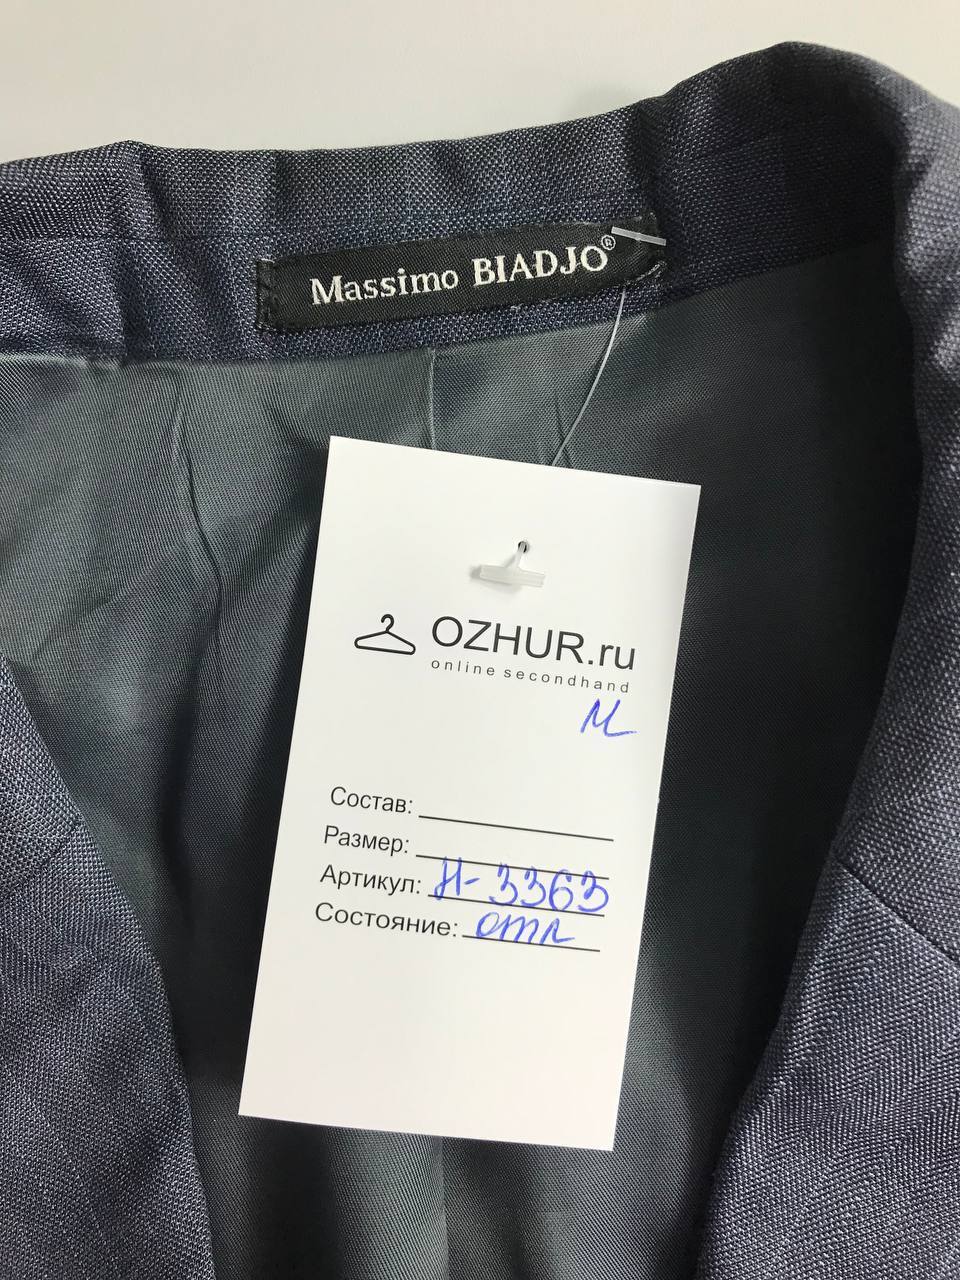 Massimo BIADJO®
OZHUR.ru
online secondhand
М
Состав:
Размер:
Артикул: Н-3363
Состояние: отл